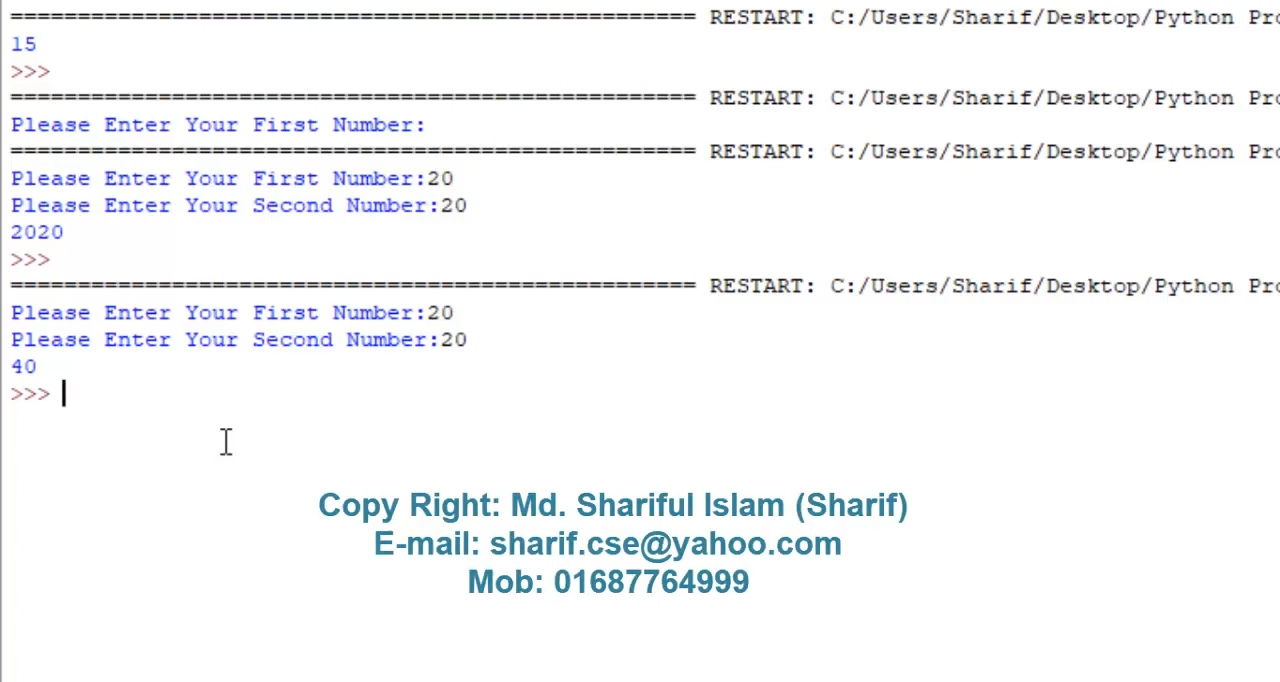 ==================================================== RESTART: C:/Users/Sharif/Desktop/Python Pro
15
>>>
==================================================== RESTART: C:/Users/Sharif/Desktop/Python Pro
Please Enter Your First Number:
==================================================== RESTART: C:/Users/Sharif/Desktop/Python Pro
Please Enter Your First Number:20
Please Enter Your Second Number:20
2020
>>>
==================================================== RESTART: C:/Users/Sharif/Desktop/Python Pro
Please Enter Your First Number:20
Please Enter Your Second Number:20
40
>>>
Copy Right: Md. Shariful Islam (Sharif)
E-mail: sharif.cse@yahoo.com
Mob: 01687764999